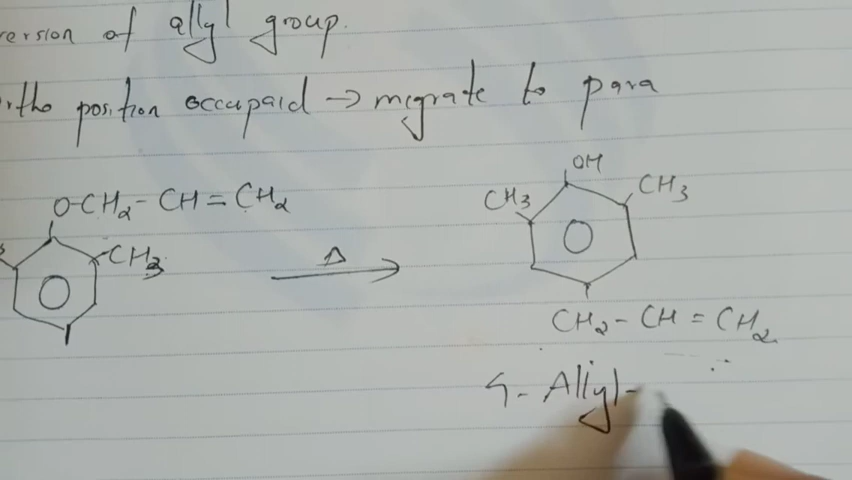 ersion of allyl group.
rtho position occupaid → migrate to para
OH
CH3
CH3
O-CH2-CH=CH2
CH3
Δ
CH2-CH=CH2
4- Allyl-